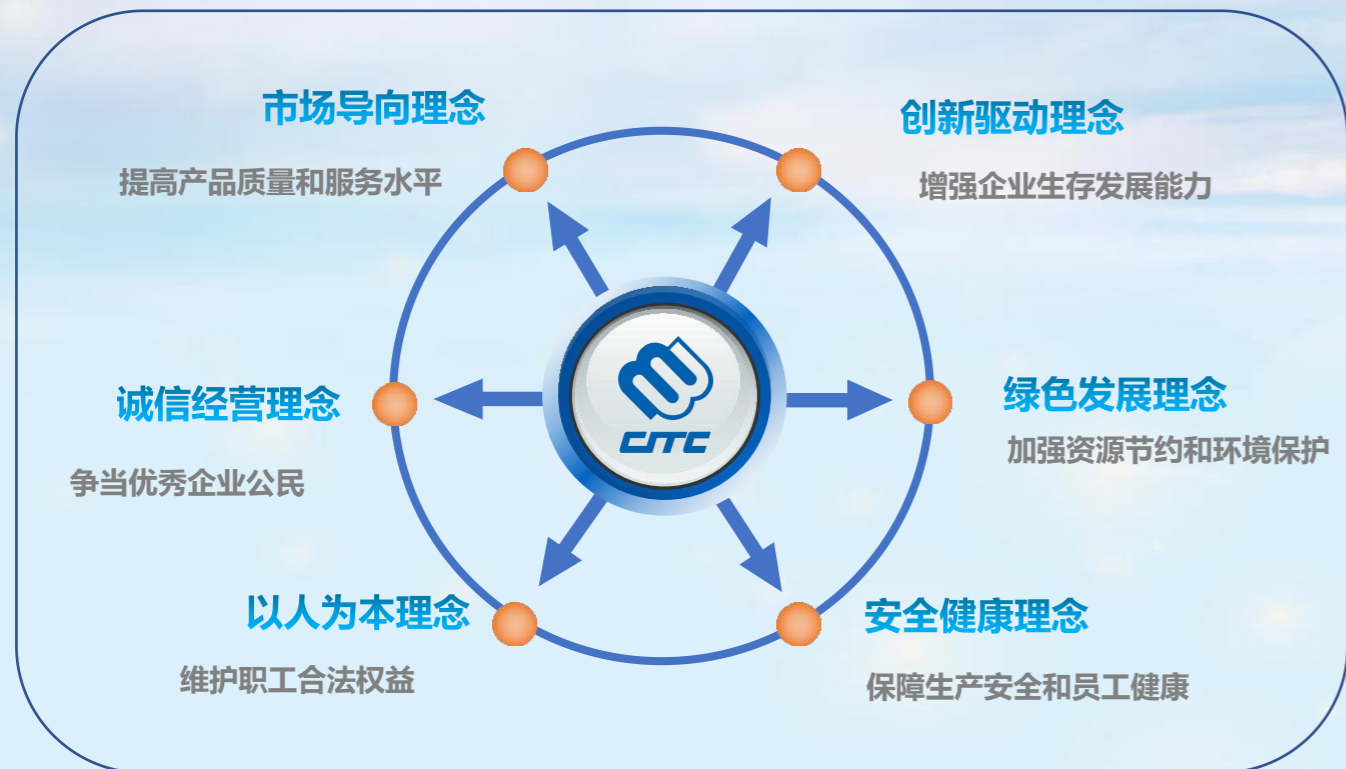 市场导向理念
提高产品质量和服务水平
创新驱动理念
增强企业生存发展能力
诚信经营理念
争当优秀企业公民
CITC
绿色发展理念
加强资源节约和环境保护
以人为本理念
维护职工合法权益
安全健康理念
保障生产安全和员工健康